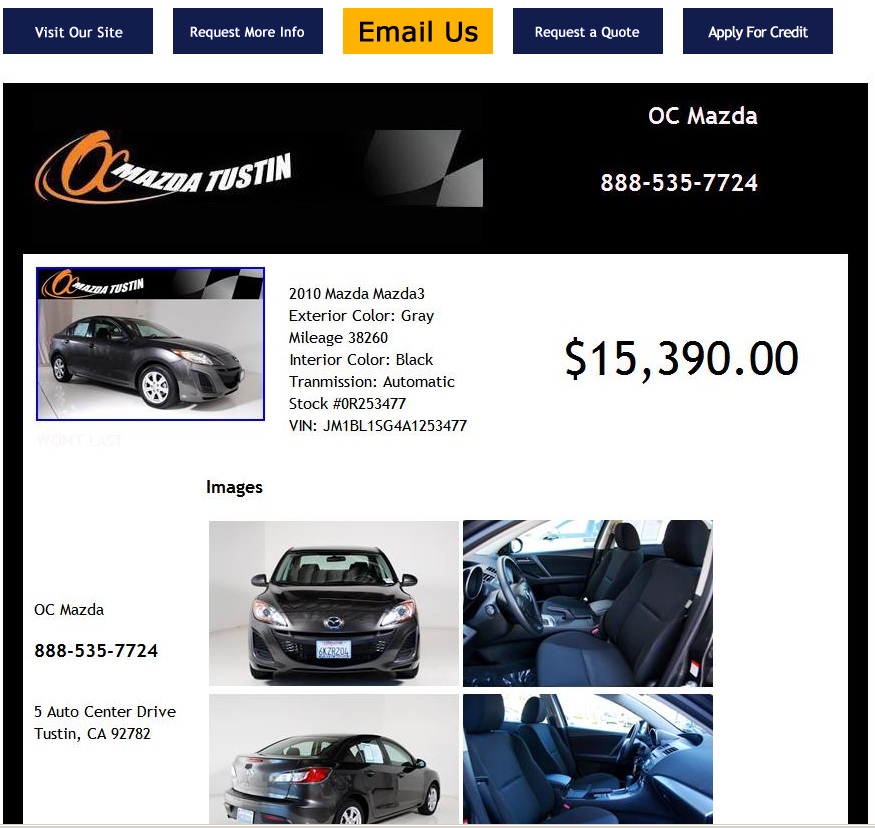 Visit Our Site
Request More Info
Email Us
Request a Quote
Apply For Credit
OC MAZDA TUSTIN
OC Mazda
888-535-7724
OC MAZDA TUSTIN
2010 Mazda Mazda3
Exterior Color: Gray
Mileage 38260
Interior Color: Black
Tranmission: Automatic
Stock #0R253477
VIN: JM1BL1SG4A1253477
$15,390.00
WON'T LAST
Images
6KZB204
OC Mazda
888-535-7724
5 Auto Center Drive
Tustin, CA 92782